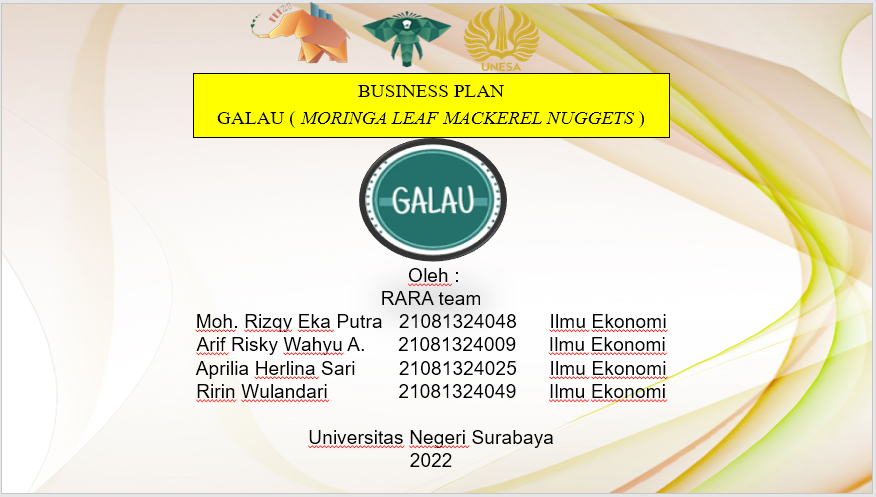 UNESA
BUSINESS PLAN
GALAU ( MORINGA LEAF MACKEREL NUGGETS )
GALAU
Oleh :
RARA team
Moh. Rizqy Eka Putra 21081324048 Ilmu Ekonomi
Arif Risky Wahyu A. 21081324009 Ilmu Ekonomi
Aprilia Herlina Sari 21081324025 Ilmu Ekonomi
Ririn Wulandari 21081324049 Ilmu Ekonomi
Universitas Negeri Surabaya
2022